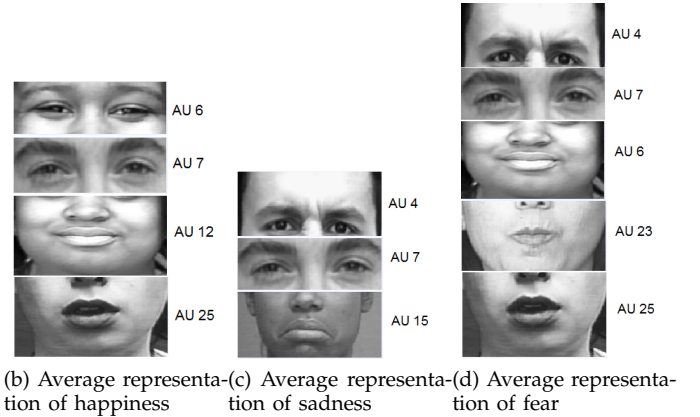 AU 6
AU 7
AU 12
AU 25
(b) Average representa-
tion of happiness
AU 4
AU 7
AU 15
(c) Average representa-
tion of sadness
AU 4
AU 7
AU 6
AU 23
AU 25
(d) Average representa-
tion of fear